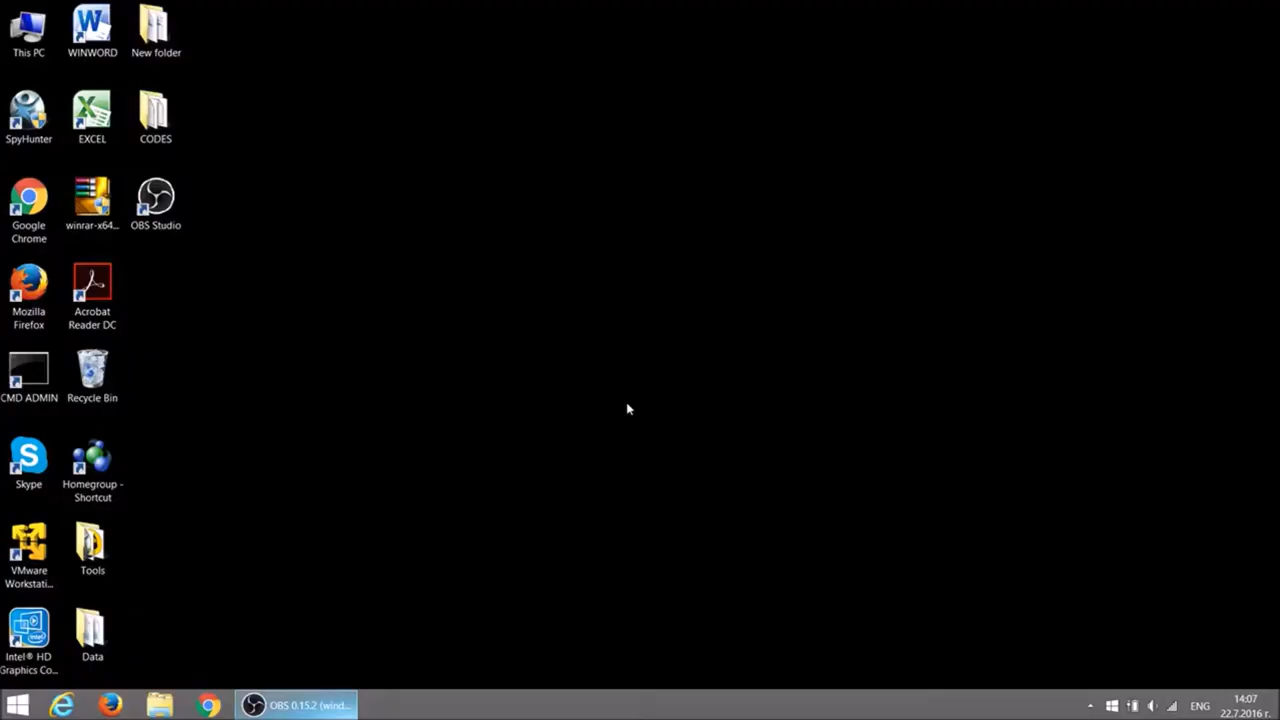 This PC
WINWORD
New folder
SpyHunter
EXCEL
CODES
Google
Chrome
winrar-x64...
OBS Studio
Mozilla
Firefox
Acrobat
Reader DC
CMD ADMIN
Recycle Bin
Skype
Homegroup -
Shortcut
VMware
Workstati...
Tools
Intel® HD
Graphics Co...
Data
OBS 0.15.2 (wind...
ENG
14:07
22.7.2016 г.